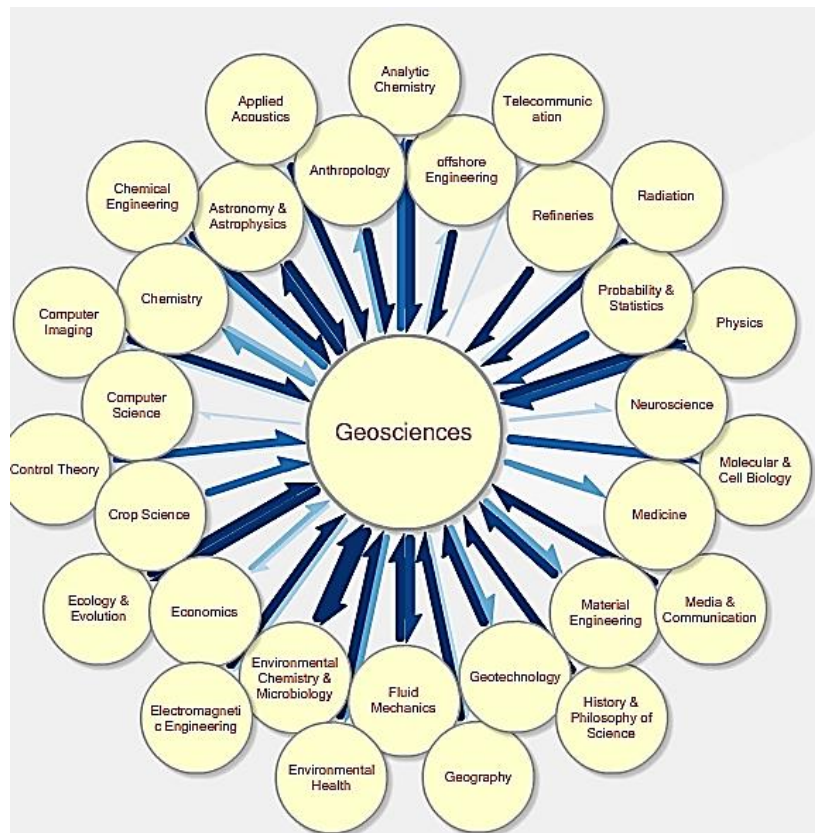 Analytic
Chemistry
Applied
Acoustics
Telecommunic
ation
Anthropology
offshore
Engineering
Chemical
Engineering
Astronomy &
Astrophysics
Refineries
Radiation
Chemistry
Probability &
Statistics
Computer
Imaging
Physics
Computer
Science
Neuroscience
Geosciences
Control Theory
Molecular &
Cell Biology
Crop Science
Medicine
Ecology &
Evolution
Economics
Material
Engineering
Media &
Communication
Environmental
Chemistry &
Microbiology
Fluid
Mechanics
Geotechnology
Electromagneti
c Engineering
History &
Philosophy of
Science
Environmental
Health
Geography